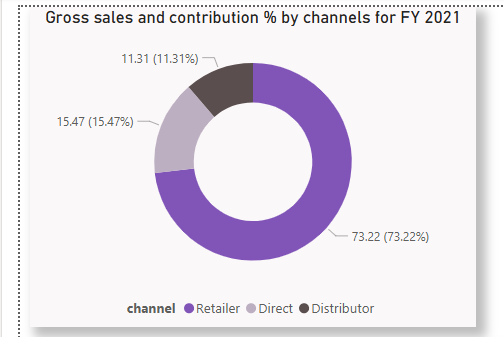 Gross sales and contribution % by channels for FY 2021
11.31 (11.31%)
15.47 (15.47%)
73.22 (73.22%)
channel Retailer Direct Distributor